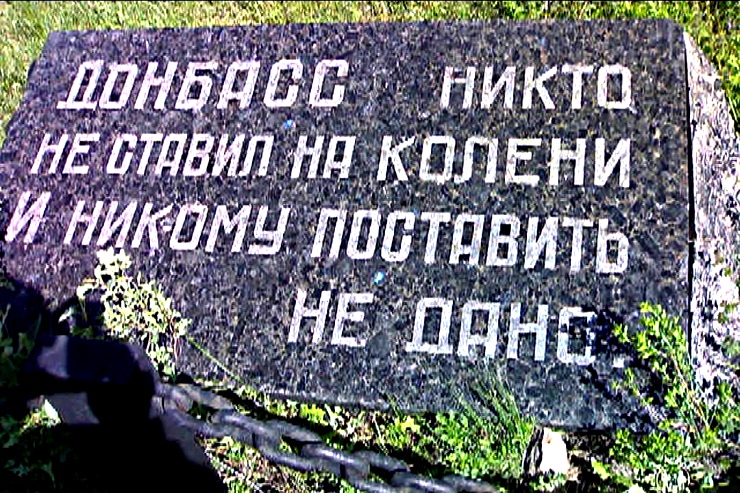 ДОНБАСС НИКТО
НЕ СТАВИЛ НА КОЛЕНИ
И НИКОМУ ПОСТАВИТЬ
НЕ ДАНО.